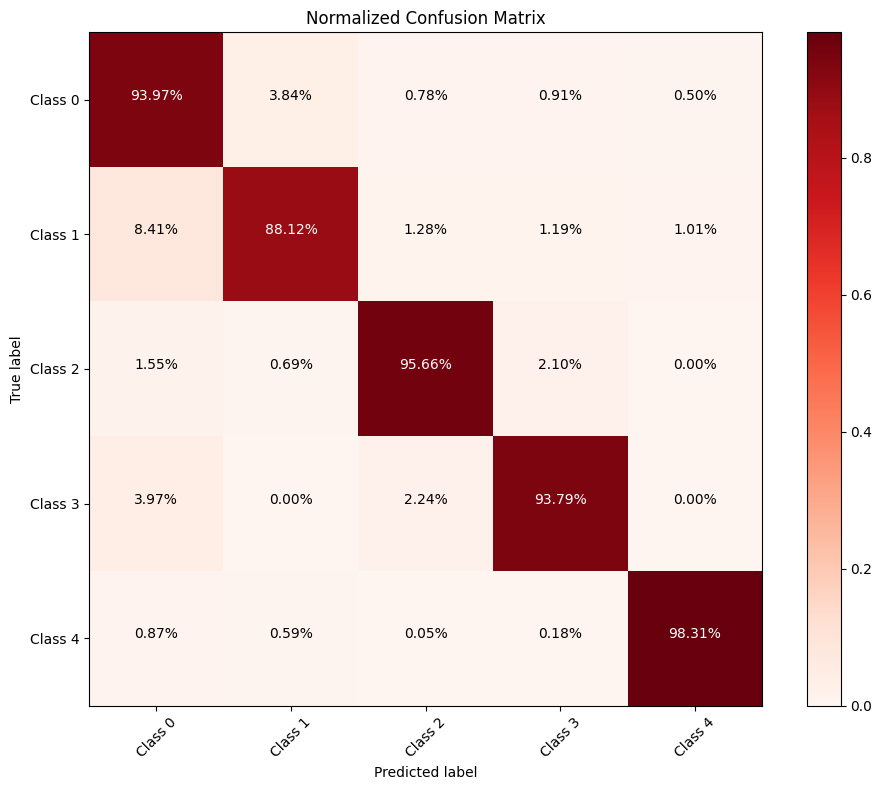 Normalized Confusion Matrix
Class 0 93.97% 3.84% 0.78% 0.91% 0.50%
0.8
Class 1 8.41% 88.12% 1.28% 1.19% 1.01%
0.6
True label
Class 2 1.55% 0.69% 95.66% 2.10% 0.00%
0.4
Class 3 3.97% 0.00% 2.24% 93.79% 0.00%
0.2
Class 4 0.87% 0.59% 0.05% 0.18% 98.31%
0.0
Class 0 Class 1 Class 2 Class 3 Class 4
Predicted label